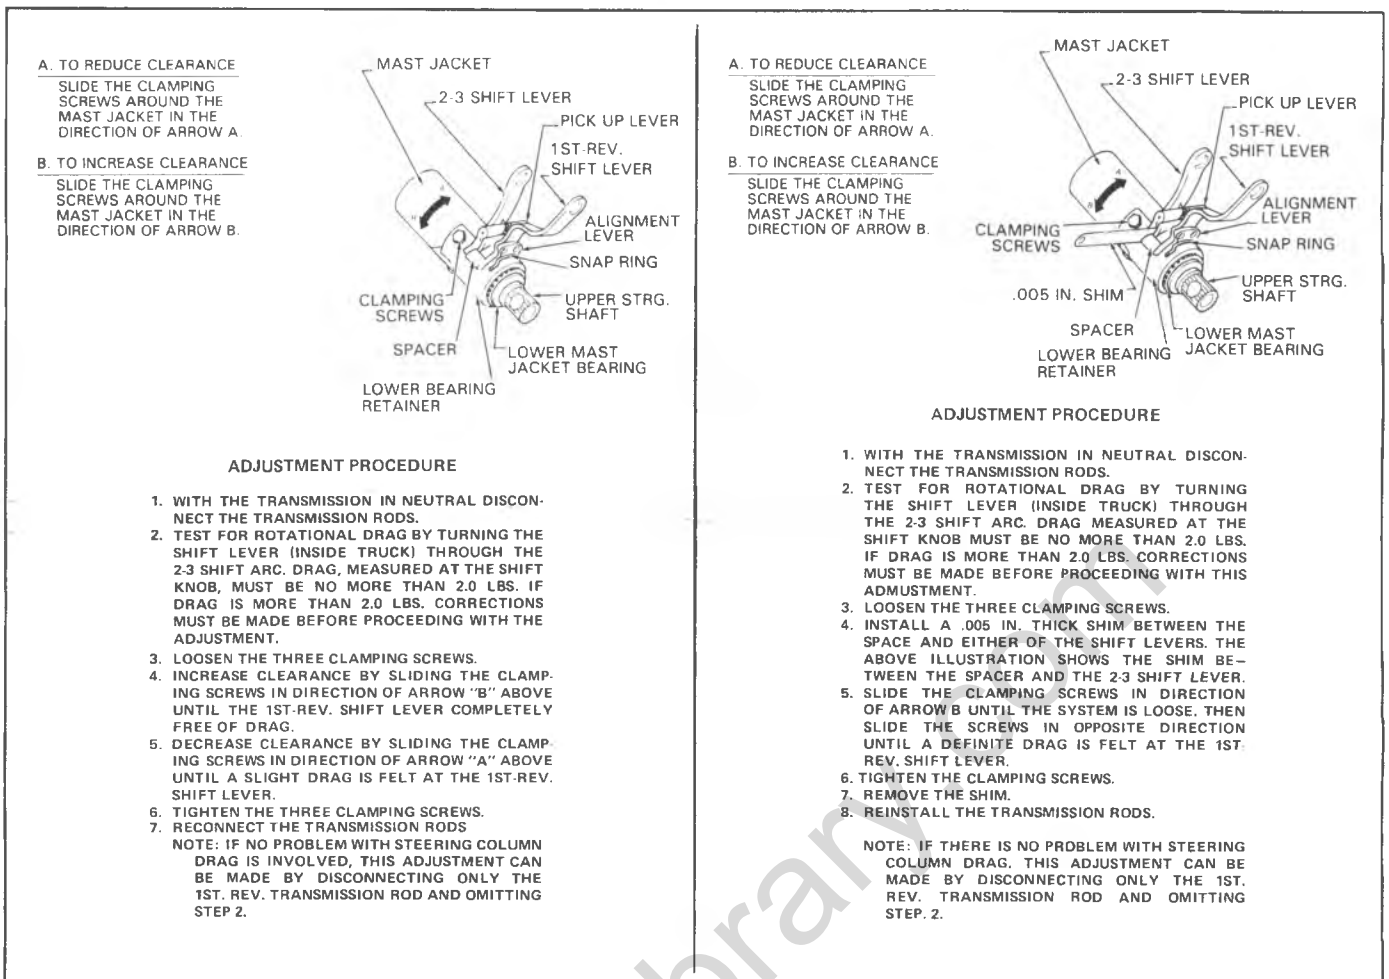 A. TO REDUCE CLEARANCE
SLIDE THE CLAMPING
SCREWS AROUND THE
MAST JACKET IN THE
DIRECTION OF ARROW A.
B. TO INCREASE CLEARANCE
SLIDE THE CLAMPING
SCREWS AROUND THE
MAST JACKET IN THE
DIRECTION OF ARROW B.
MAST JACKET
2-3 SHIFT LEVER
PICK UP LEVER
1ST-REV.
SHIFT LEVER
ALIGNMENT
LEVER
SNAP RING
CLAMPING
SCREWS
UPPER STRG.
SHAFT
SPACER
LOWER MAST
JACKET BEARING
LOWER BEARING
RETAINER
ADJUSTMENT PROCEDURE
1. WITH THE TRANSMISSION IN NEUTRAL DISCON-
NECT THE TRANSMISSION RODS.
2. TEST FOR ROTATIONAL DRAG BY TURNING THE
SHIFT LEVER (INSIDE TRUCK) THROUGH THE
2-3 SHIFT ARC. DRAG, MEASURED AT THE SHIFT
KNOB, MUST BE NO MORE THAN 2.0 LBS. IF
DRAG IS MORE THAN 2.0 LBS. CORRECTIONS
MUST BE MADE BEFORE PROCEEDING WITH THE
ADJUSTMENT.
3. LOOSEN THE THREE CLAMPING SCREWS.
4. INCREASE CLEARANCE BY SLIDING THE CLAMP-
ING SCREWS IN DIRECTION OF ARROW "B" ABOVE
UNTIL THE 1ST-REV. SHIFT LEVER COMPLETELY
FREE OF DRAG.
5. DECREASE CLEARANCE BY SLIDING THE CLAMP-
ING SCREWS IN DIRECTION OF ARROW "A" ABOVE
UNTIL A SLIGHT DRAG IS FELT AT THE 1ST-REV.
SHIFT LEVER.
6. TIGHTEN THE THREE CLAMPING SCREWS.
7. RECONNECT THE TRANSMISSION RODS
NOTE: IF NO PROBLEM WITH STEERING COLUMN
DRAG IS INVOLVED, THIS ADJUSTMENT CAN
BE MADE BY DISCONNECTING ONLY THE
1ST. REV. TRANSMISSION ROD AND OMITTING
STEP 2.
A. TO REDUCE CLEARANCE
SLIDE THE CLAMPING
SCREWS AROUND THE
MAST JACKET IN THE
DIRECTION OF ARROW A.
B. TO INCREASE CLEARANCE
SLIDE THE CLAMPING
SCREWS AROUND THE
MAST JACKET IN THE
DIRECTION OF ARROW B.
MAST JACKET
2-3 SHIFT LEVER
PICK UP LEVER
1ST-REV.
SHIFT LEVER
ALIGNMENT
LEVER
CLAMPING
SCREWS
SNAP RING
.005 IN. SHIM
UPPER STRG.
SHAFT
SPACER
LOWER MAST
JACKET BEARING
LOWER BEARING
RETAINER
ADJUSTMENT PROCEDURE
1. WITH THE TRANSMISSION IN NEUTRAL DISCON-
NECT THE TRANSMISSION RODS.
2. TEST FOR ROTATIONAL DRAG BY TURNING
THE SHIFT LEVER (INSIDE TRUCK) THROUGH
THE 2-3 SHIFT ARC. DRAG MEASURED AT THE
SHIFT KNOB MUST BE NO MORE THAN 2.0 LBS.
IF DRAG IS MORE THAN 2.0 LBS. CORRECTIONS
MUST BE MADE BEFORE PROCEEDING WITH THIS
ADMUSTMENT.
3. LOOSEN THE THREE CLAMPING SCREWS.
4. INSTALL A .005 IN. THICK SHIM BETWEEN THE
SPACE AND EITHER OF THE SHIFT LEVERS. THE
ABOVE ILLUSTRATION SHOWS THE SHIM BE-
TWEEN THE SPACER AND THE 2-3 SHIFT LEVER.
5. SLIDE THE CLAMPING SCREWS IN DIRECTION
OF ARROW B UNTIL THE SYSTEM IS LOOSE. THEN
SLIDE THE SCREWS IN OPPOSITE DIRECTION
UNTIL A DEFINITE DRAG IS FELT AT THE 1ST
REV. SHIFT LEVER.
6. TIGHTEN THE CLAMPING SCREWS.
7. REMOVE THE SHIM.
8. REINSTALL THE TRANSMISSION RODS.
NOTE: IF THERE IS NO PROBLEM WITH STEERING
COLUMN DRAG. THIS ADJUSTMENT CAN BE
MADE BY DISCONNECTING ONLY THE 1ST.
REV. TRANSMISSION ROD AND OMITTING
STEP. 2.